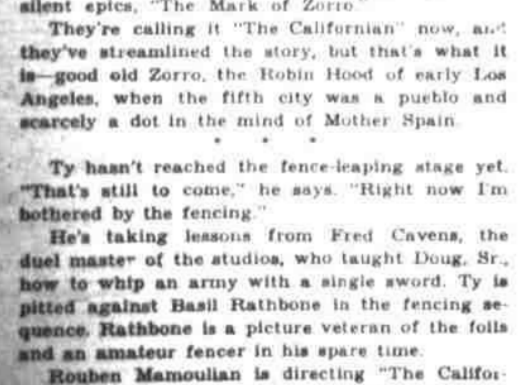 silent epics, "The Mark of Zorro."
They're calling it "The Californian" now, and
they've streamlined the story, but that's what it
is—good old Zorro, the Robin Hood of early Los
Angeles, when the fifth city was a pueblo and
scarcely a dot in the mind of Mother Spain.
* * *
Ty hasn't reached the fence-leaping stage yet.
"That's still to come," he says. "Right now I'm
bothered by the fencing."
He's taking lessons from Fred Cavens, the
duel master of the studios, who taught Doug, Sr.,
how to whip an army with a single sword. Ty is
pitted against Basil Rathbone in the fencing se-
quence. Rathbone is a picture veteran of the foils
and an amateur fencer in his spare time.
Rouben Mamoulian is directing "The Califor-